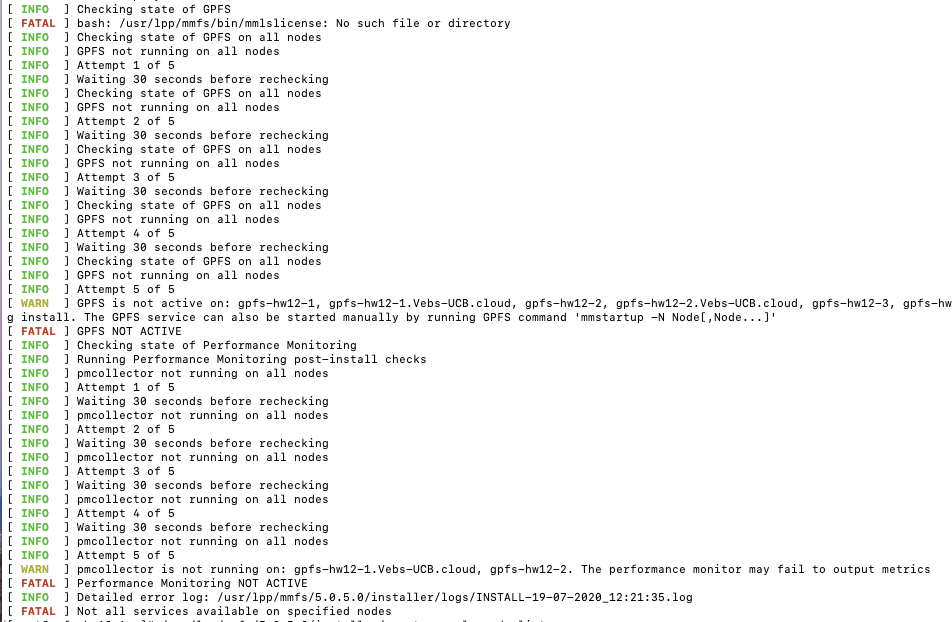 [ INFO  ] Checking state of GPFS
[ FATAL ] bash: /usr/lpp/mmfs/bin/mmlslicense: No such file or directory
[ INFO  ] Checking state of GPFS on all nodes
[ INFO  ] GPFS not running on all nodes
[ INFO  ] Attempt 1 of 5
[ INFO  ] Waiting 30 seconds before rechecking
[ INFO  ] Checking state of GPFS on all nodes
[ INFO  ] GPFS not running on all nodes
[ INFO  ] Attempt 2 of 5
[ INFO  ] Waiting 30 seconds before rechecking
[ INFO  ] Checking state of GPFS on all nodes
[ INFO  ] GPFS not running on all nodes
[ INFO  ] Attempt 3 of 5
[ INFO  ] Waiting 30 seconds before rechecking
[ INFO  ] Checking state of GPFS on all nodes
[ INFO  ] GPFS not running on all nodes
[ INFO  ] Attempt 4 of 5
[ INFO  ] Waiting 30 seconds before rechecking
[ INFO  ] Checking state of GPFS on all nodes
[ INFO  ] GPFS not running on all nodes
[ INFO  ] Attempt 5 of 5
[ WARN  ] GPFS is not active on: gpfs-hw12-1, gpfs-hw12-1.Vebs-UCB.cloud, gpfs-hw12-2, gpfs-hw12-2.Vebs-UCB.cloud, gpfs-hw12-3, gpfs-hw
g install. The GPFS service can also be started manually by running GPFS command 'mmstartup -N Node[,Node...]'
[ FATAL ] GPFS NOT ACTIVE
[ INFO  ] Checking state of Performance Monitoring
[ INFO  ] Running Performance Monitoring post-install checks
[ INFO  ] pmcollector not running on all nodes
[ INFO  ] Attempt 1 of 5
[ INFO  ] Waiting 30 seconds before rechecking
[ INFO  ] pmcollector not running on all nodes
[ INFO  ] Attempt 2 of 5
[ INFO  ] Waiting 30 seconds before rechecking
[ INFO  ] pmcollector not running on all nodes
[ INFO  ] Attempt 3 of 5
[ INFO  ] Waiting 30 seconds before rechecking
[ INFO  ] pmcollector not running on all nodes
[ INFO  ] Attempt 4 of 5
[ INFO  ] Waiting 30 seconds before rechecking
[ INFO  ] pmcollector not running on all nodes
[ INFO  ] Attempt 5 of 5
[ WARN  ] pmcollector is not running on: gpfs-hw12-1.Vebs-UCB.cloud, gpfs-hw12-2. The performance monitor may fail to output metrics
[ FATAL ] Performance Monitoring NOT ACTIVE
[ INFO  ] Detailed error log: /usr/lpp/mmfs/5.0.5.0/installer/logs/INSTALL-19-07-2020_12:21:35.log
[ FATAL ] Not all services available on specified nodes